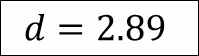 d = 2.89